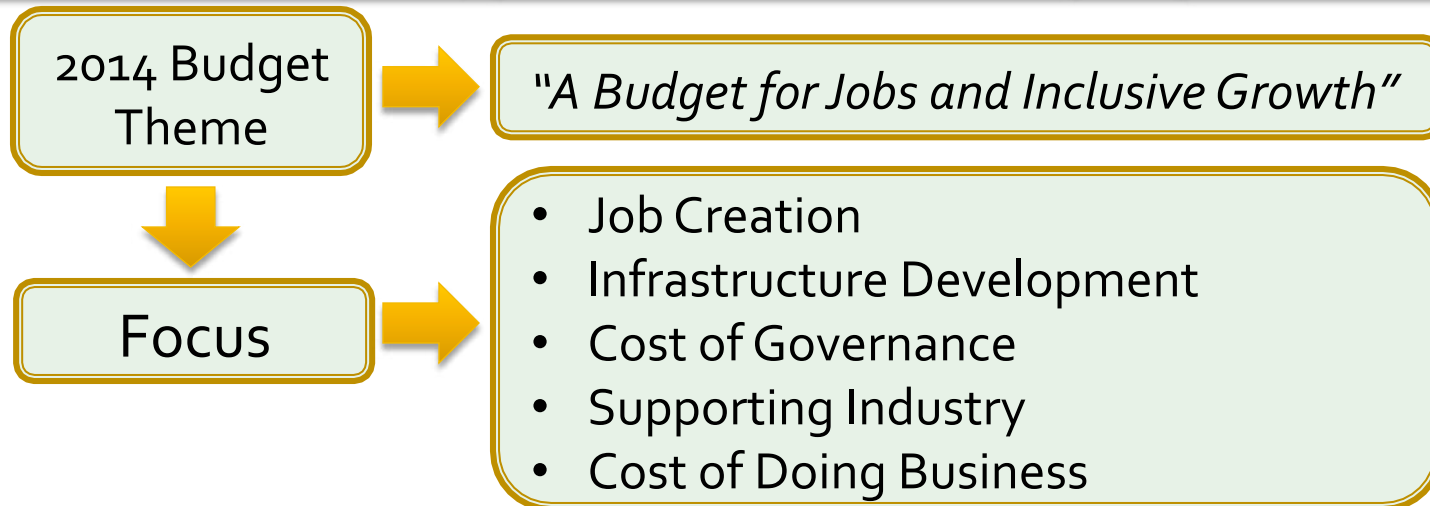 2014 Budget
Theme
“A Budget for Jobs and Inclusive Growth”
Focus
• Job Creation
• Infrastructure Development
• Cost of Governance
• Supporting Industry
• Cost of Doing Business